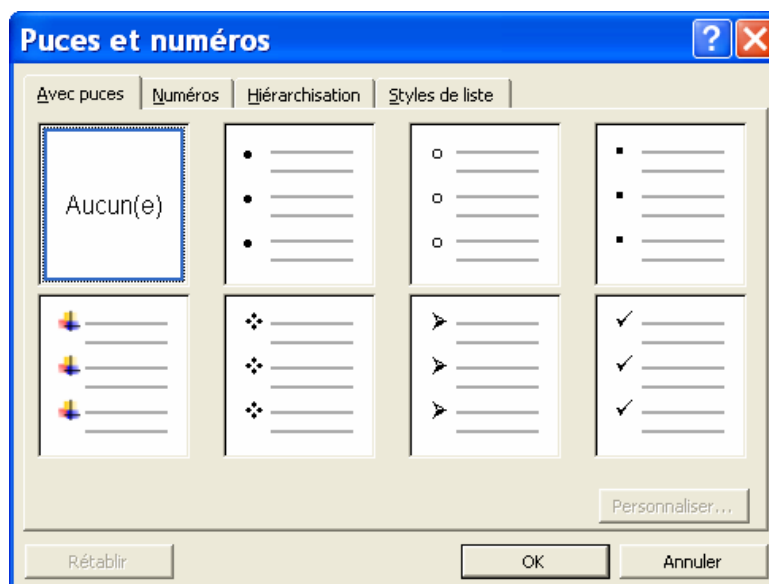 Puces et numéros
Avec puces Numéros Hiérarchisation Styles de liste
Aucun(e)
Personnaliser...
Rétablir OK Annuler